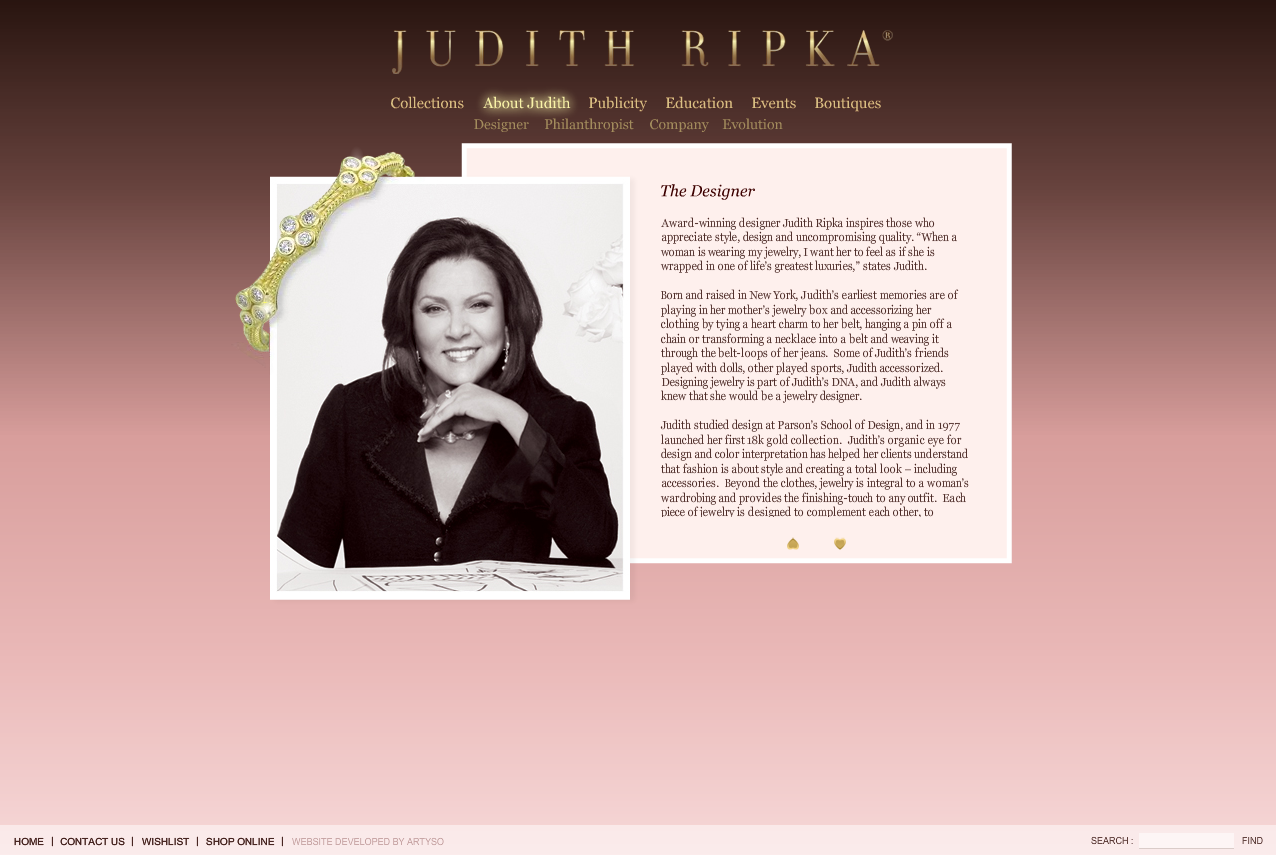 JUDITH RIPKA®
Collections About Judith Publicity Education Events Boutiques
Designer Philanthropist Company Evolution
The Designer
Award-winning designer Judith Ripka inspires those who
appreciate style, design and uncompromising quality. “When a
woman is wearing my jewelry, I want her to feel as if she is
wrapped in one of life's greatest luxuries,” states Judith.
Born and raised in New York, Judith's earliest memories are of
playing in her mother's jewelry box and accessorizing her
clothing by tying a heart charm to her belt, hanging a pin off a
chain or transforming a necklace into a belt and weaving it
through the belt-loops of her jeans. Some of Judith's friends
played with dolls, other played sports, Judith accessorized.
Designing jewelry is part of Judith's DNA, and Judith always
knew that she would be a jewelry designer.
Judith studied design at Parson's School of Design, and in 1977
launched her first 18k gold collection. Judith's organic eye for
design and color interpretation has helped her clients understand
that fashion is about style and creating a total look – including
accessories. Beyond the clothes, jewelry is integral to a woman's
wardrobing and provides the finishing-touch to any outfit. Each
piece of jewelry is designed to complement each other, to
HOME | CONTACT US | WISHLIST | SHOP ONLINE | WEBSITE DEVELOPED BY ARTYSO
SEARCH : FIND